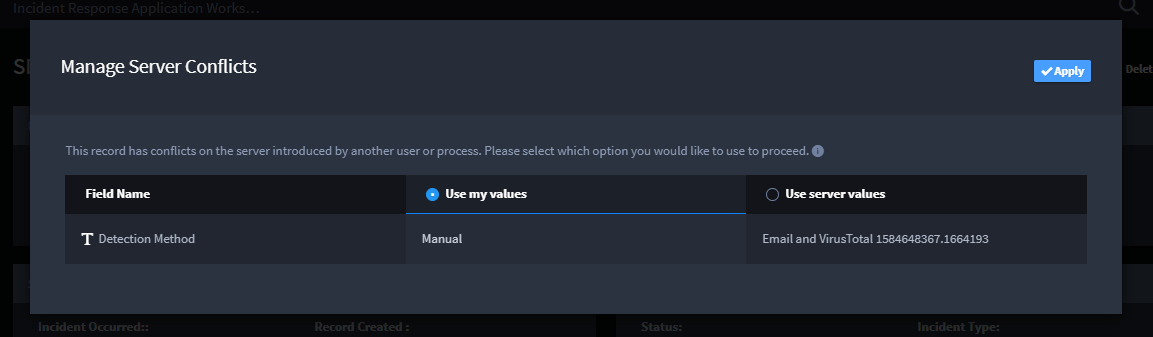 Incident Response Application Works...
Manage Server Conflicts
Apply
Delet
This record has conflicts on the server introduced by another user or process. Please select which option you would like to use to proceed.
Field Name
Use my values
Use server values
T Detection Method
Manual
Email and VirusTotal 1584648367.1664193
Incident Occurred::
Record Created :
Status:
Incident Type: